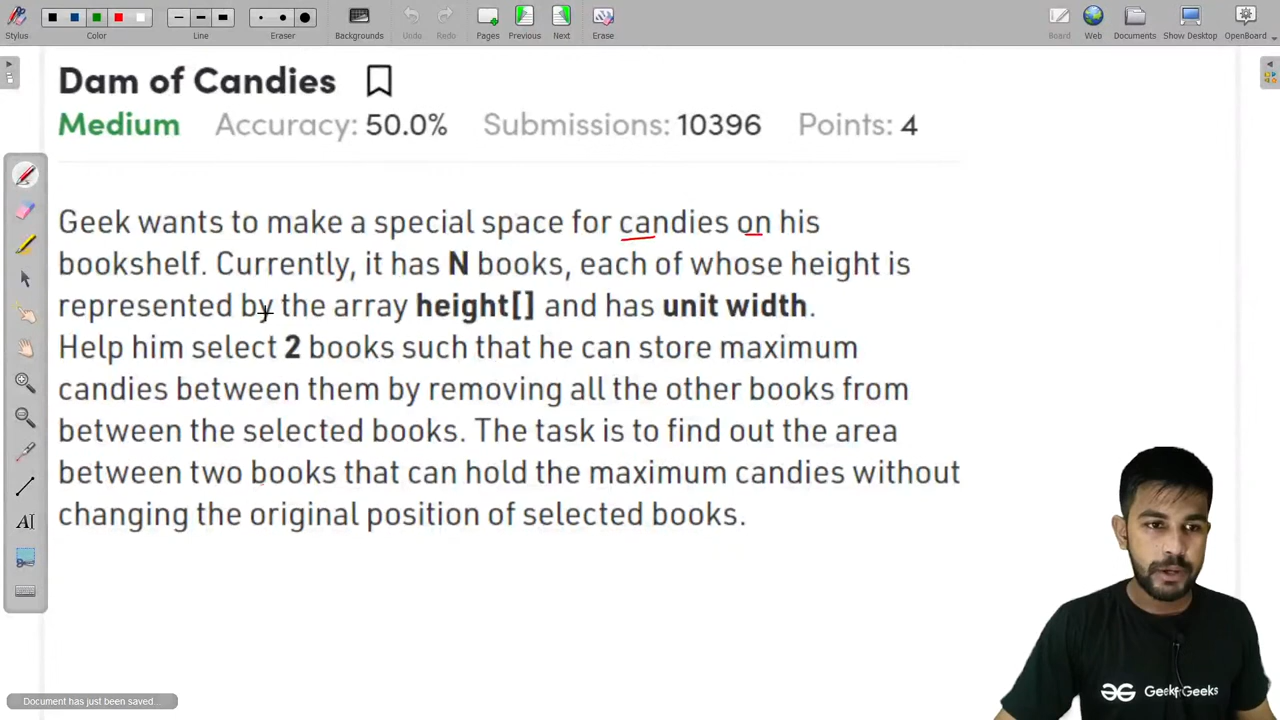 Stylus
Color
Line
Eraser
Backgrounds
Undo
Redo
Pages
Previous
Next
Erase
Board
Web
Documents
Show Desktop
OpenBoard
Dam of Candies
Medium Accuracy: 50.0% Submissions: 10396 Points: 4
Geek wants to make a special space for candies on his
bookshelf. Currently, it has N books, each of whose height is
represented by the array height[] and has unit width.
Help him select 2 books such that he can store maximum
candies between them by removing all the other books from
between the selected books. The task is to find out the area
between two books that can hold the maximum candies without
changing the original position of selected books.
AI
Document has just been saved...